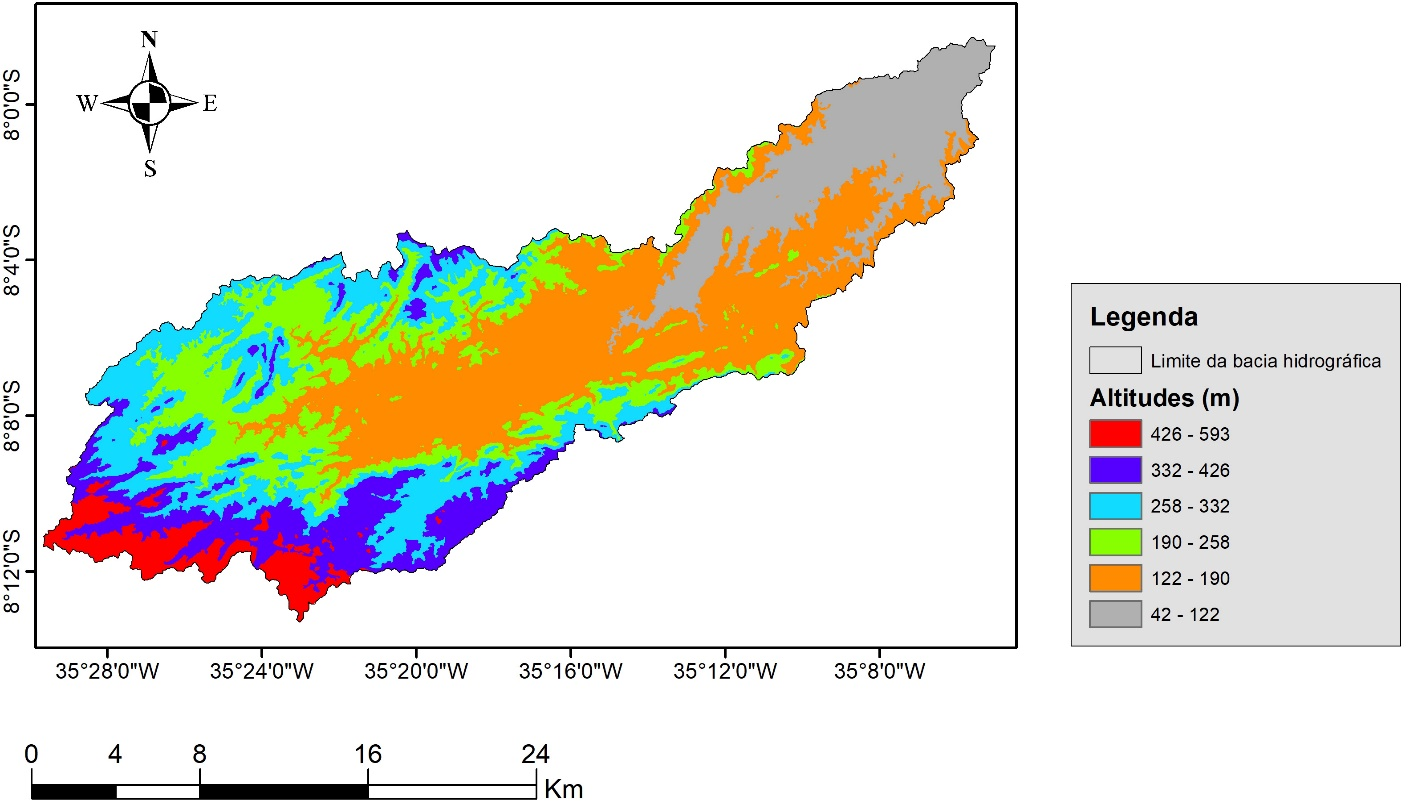 N
W E
S
8°0'0"S
8°4'0"S
8°8'0"S
8°12'0"S
35°28'0"W 35°24'0"W 35°20'0"W 35°16'0"W 35°12'0"W 35°8'0"W
0 4 8 16 24
Km
Legenda
Limite da bacia hidrográfica
Altitudes (m)
426 - 593
332 - 426
258 - 332
190 - 258
122 - 190
42 - 122